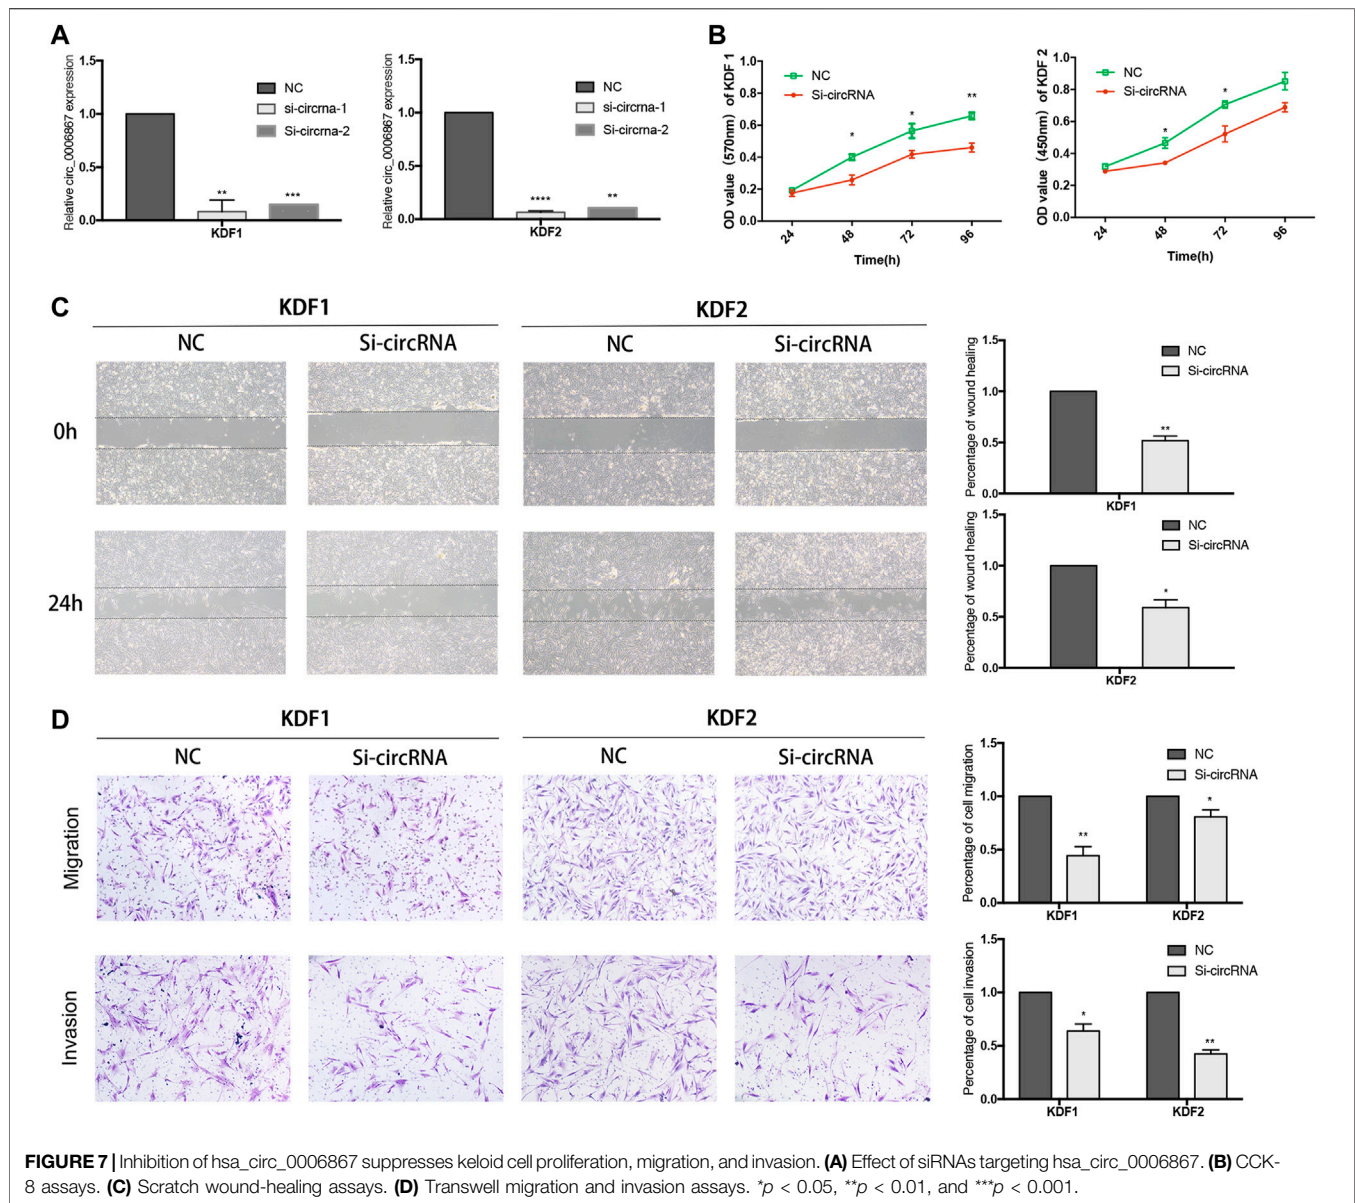 A
Relative circ_0006867 expression
1.5
1.0
0.5
0.0
NC
si-circrna-1
Si-circrna-2
**
***
KDF1
Relative circ_0006867 expression
1.5
1.0
0.5
0.0
NC
si-circrna-1
Si-circrna-2
****
**
KDF2
B
OD value（570nm）of KDF 1
1.0
0.8
0.6
0.4
0.2
0.0
NC
Si-circRNA
*
*
**
24
48
72
96
Time(h)
OD value（450nm）of KDF 2
1.0
0.8
0.6
0.4
0.2
0.0
NC
Si-circRNA
*
*
24
48
72
96
Time(h)
C
KDF1
KDF2
NC
Si-circRNA
NC
Si-circRNA
0h
24h
Percentage of wound healing
1.5
1.0
0.5
0.0
NC
Si-circRNA
**
KDF1
Percentage of wound healing
1.5
1.0
0.5
0.0
NC
Si-circRNA
*
KDF2
D
KDF1
KDF2
NC
Si-circRNA
NC
Si-circRNA
Migration
Invasion
Percentage of cell migration
1.5
1.0
0.5
0.0
NC
Si-circRNA
**
*
KDF1
KDF2
Percentage of cell invasion
1.5
1.0
0.5
0.0
NC
Si-circRNA
*
**
KDF1
KDF2
FIGURE 7 | Inhibition of hsa_circ_0006867 suppresses keloid cell proliferation, migration, and invasion. (A) Effect of siRNAs targeting hsa_circ_0006867. (B) CCK-
8 assays. (C) Scratch wound-healing assays. (D) Transwell migration and invasion assays. *p < 0.05, **p < 0.01, and ***p < 0.001.